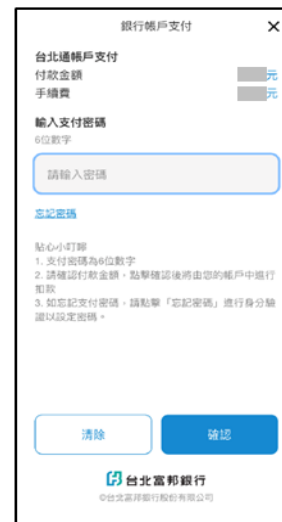 銀行帳戶支付
台北通帳戶支付
付款金額 元
手續費 元
輸入支付密碼
6位數字
請輸入密碼
忘記密碼
貼心小叮嚀
1. 支付密碼為6位數字
2. 請確認付款金額，點擊確認後將由您的帳戶中進行
扣款
3. 如忘記支付密碼，請點擊「忘記密碼」進行身分驗
證以設定密碼。
清除 確認
台北富邦銀行
©台北富邦銀行股份有限公司